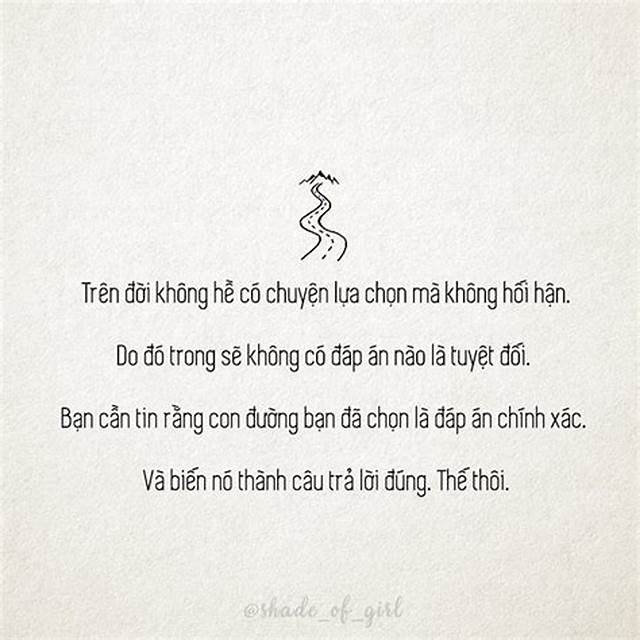 Trên đời không hề có chuyện lựa chọn mà không hối hận.
Do đó trong sẽ không có đáp án nào là tuyệt đối.
Bạn cần tin rằng con đường bạn đã chọn là đáp án chính xác.
Và biến nó thành câu trả lời đúng. Thế thôi.
@shade_of_girl